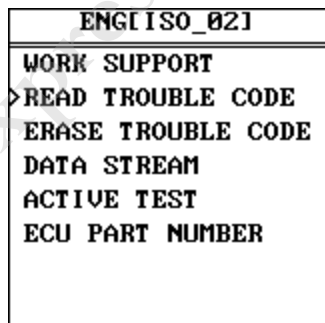 ENG[ISO_02]
WORK SUPPORT
>READ TROUBLE CODE
ERASE TROUBLE CODE
DATA STREAM
ACTIVE TEST
ECU PART NUMBER